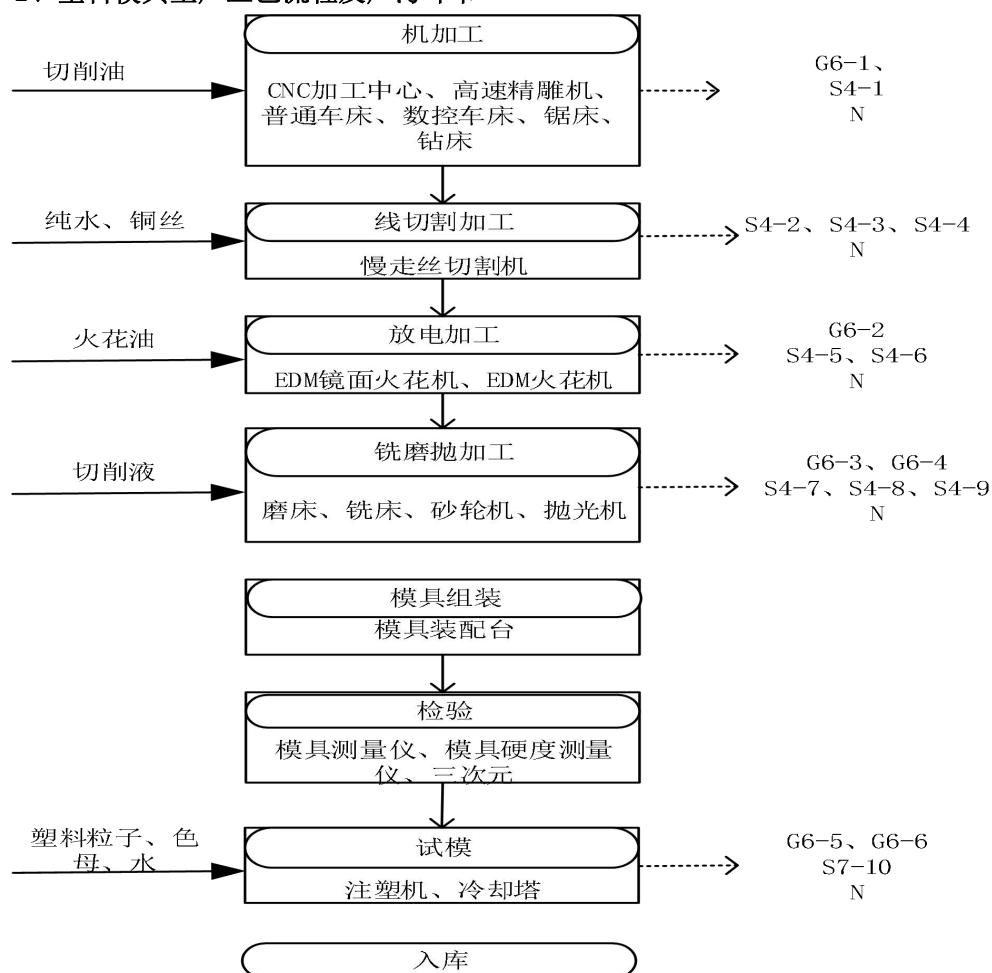 机加工
切削油
CNC加工中心、高速精雕机、
普通车床、数控车床、锯床、
钻床
G6-1、
S4-1
N
纯水、铜丝
线切割加工
慢走丝切割机
S4-2、S4-3、S4-4
N
火花油
放电加工
EDM镜面火花机、EDM火花机
G6-2
S4-5、S4-6
N
切削液
铣磨抛加工
磨床、铣床、砂轮机、抛光机
G6-3、G6-4
S4-7、S4-8、S4-9
N
模具组装
模具装配台
检验
模具测量仪、模具硬度测量
仪、三次元
塑料粒子、色
母、水
试模
注塑机、冷却塔
G6-5、G6-6
S7-10
N
入库